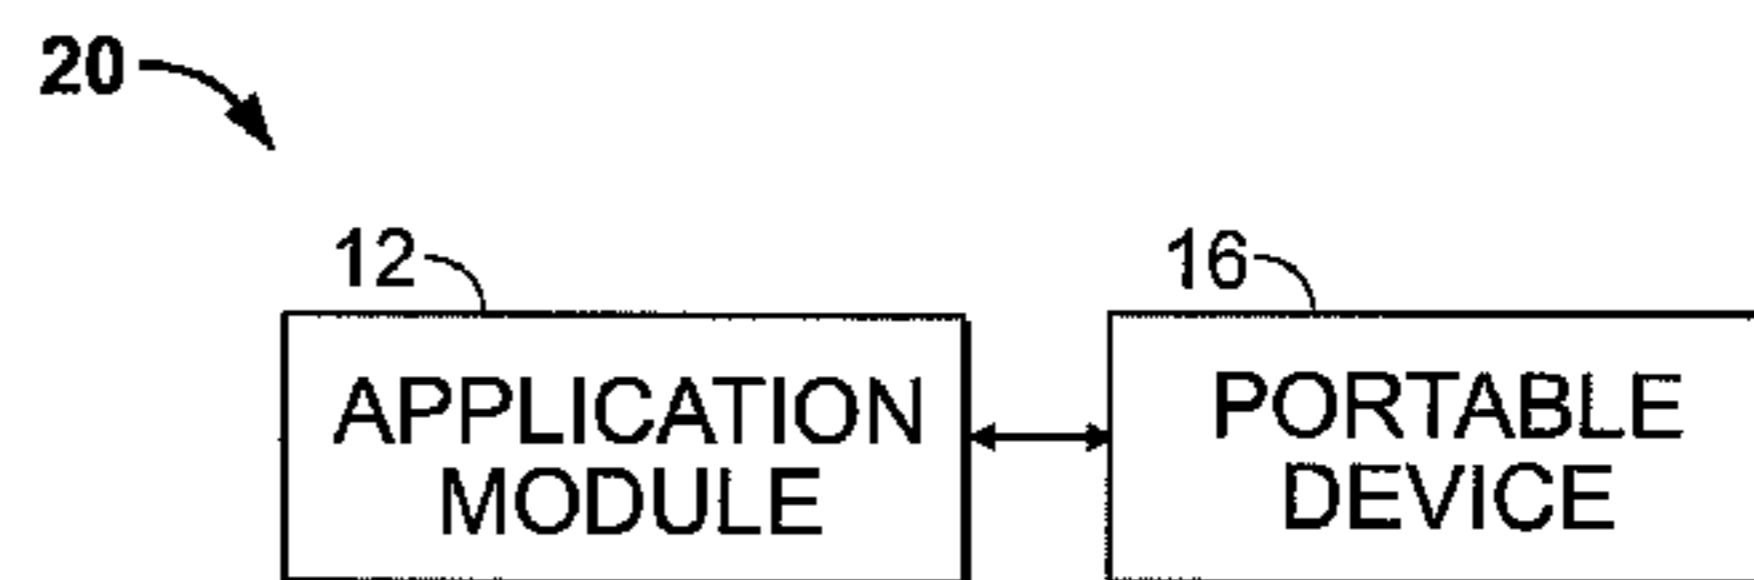 20
12
16
APPLICATION
MODULE
PORTABLE
DEVICE